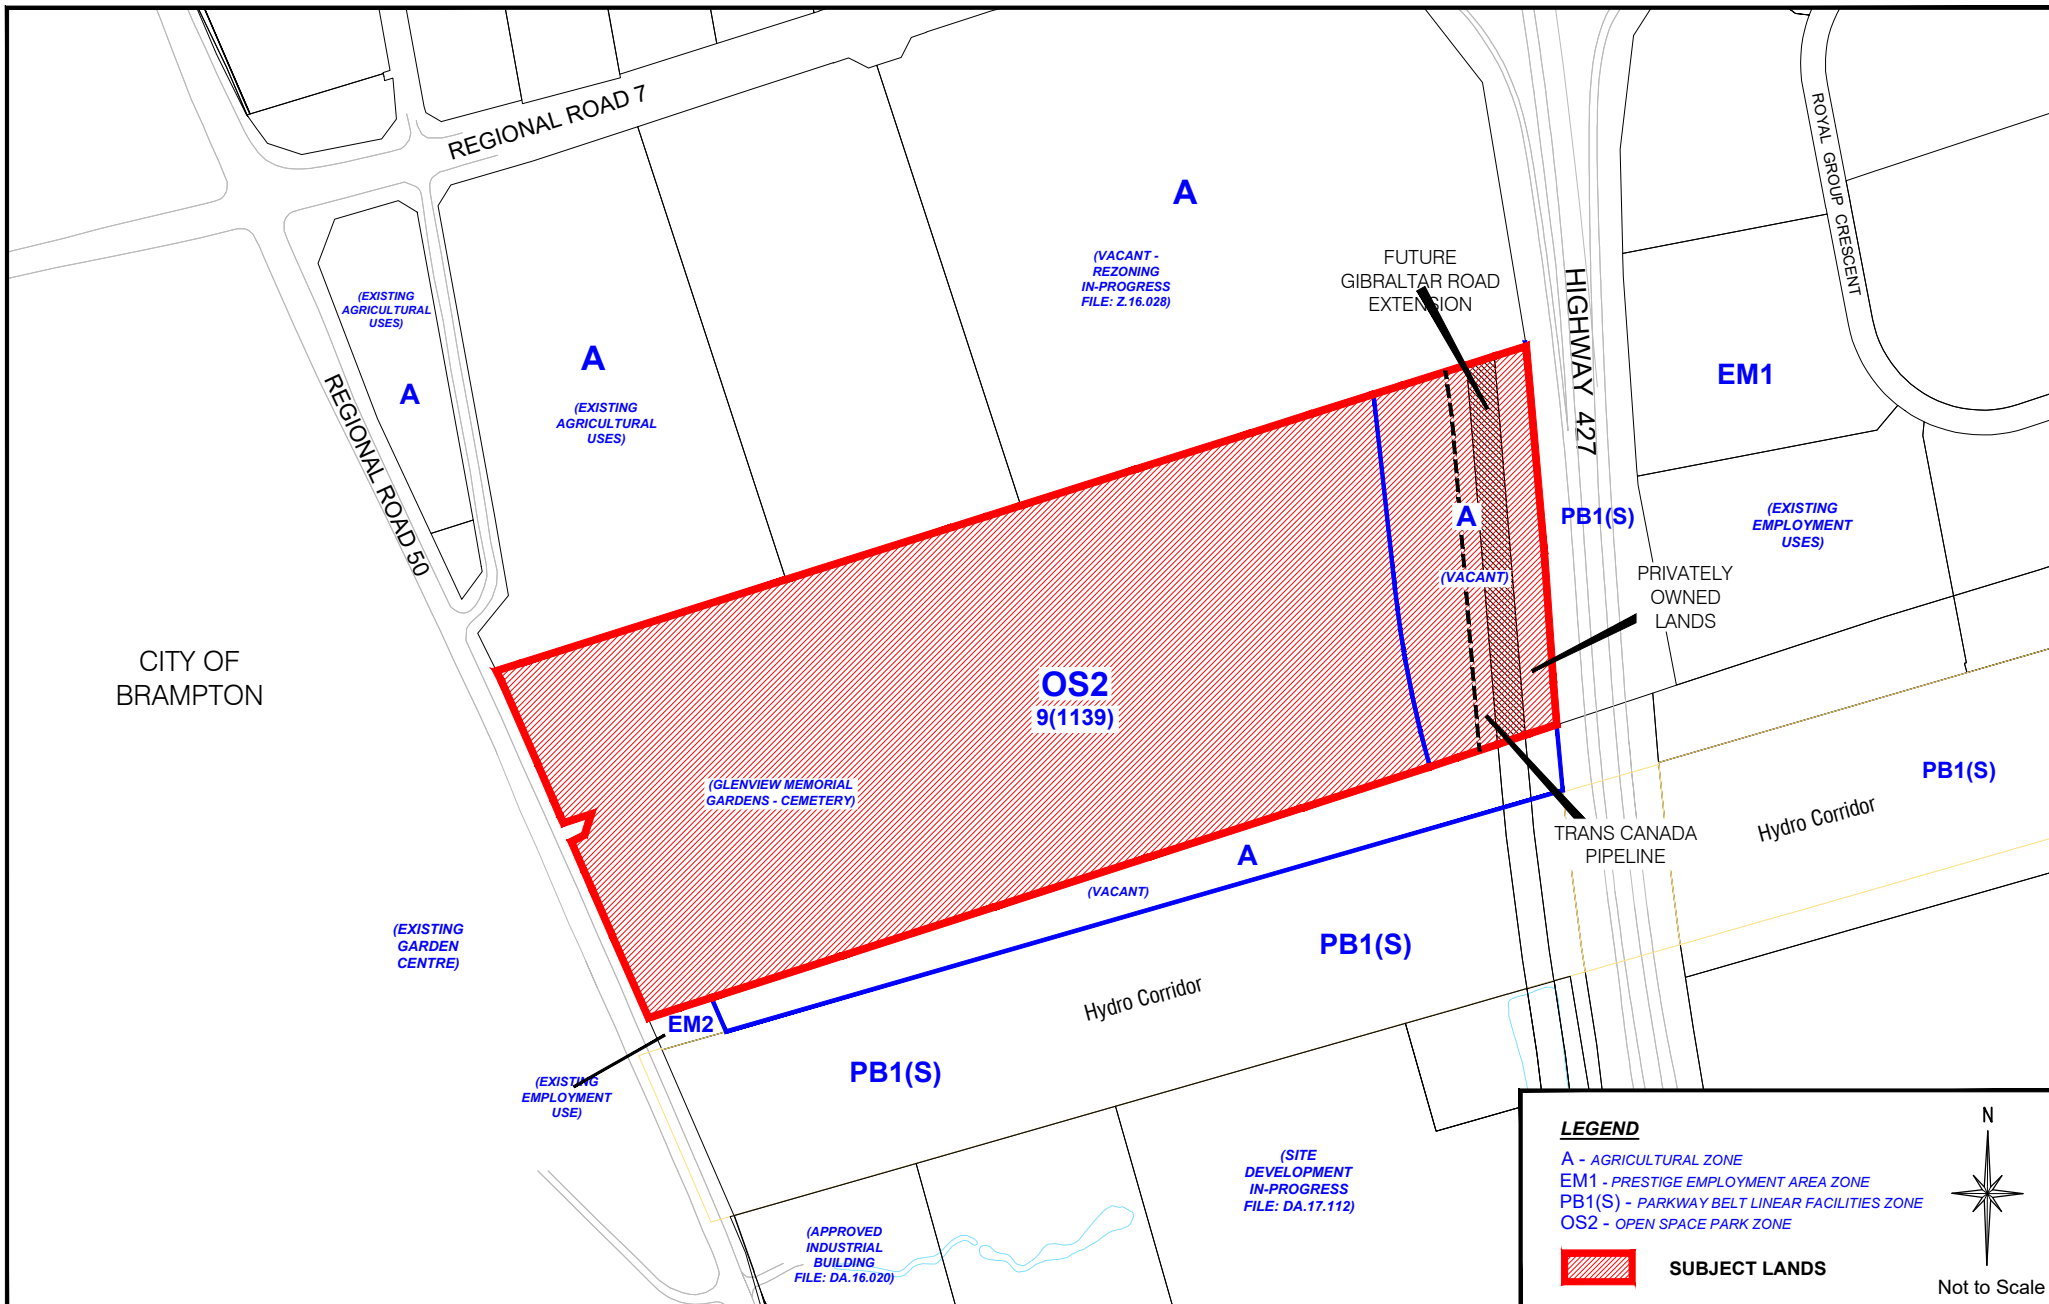 REGIONAL ROAD 7
ROYAL GROUP CRESCENT
A
(VACANT -
REZONING
IN-PROGRESS
FILE: Z.16.028)
FUTURE
GIBRALTAR ROAD
EXTENSION
HIGHWAY 427
(EXISTING
AGRICULTURAL
USES)
A
A
(EXISTING
AGRICULTURAL
USES)
REGIONAL ROAD 50
EM1
(EXISTING
EMPLOYMENT
USES)
A
(VACANT)
PB1(S)
PRIVATELY
OWNED
LANDS
CITY OF
BRAMPTON
OS2
9(1139)
(GLENVIEW MEMORIAL
GARDENS - CEMETERY)
PB1(S)
Hydro Corridor
TRANS CANADA
PIPELINE
A
(VACANT)
(EXISTING
GARDEN
CENTRE)
PB1(S)
Hydro Corridor
EM2
PB1(S)
(EXISTING
EMPLOYMENT
USE)
(SITE
DEVELOPMENT
IN-PROGRESS
FILE: DA.17.112)
(APPROVED
INDUSTRIAL
BUILDING
FILE: DA.16.020)
LEGEND
A - AGRICULTURAL ZONE
EM1 - PRESTIGE EMPLOYMENT AREA ZONE
PB1(S) - PARKWAY BELT LINEAR FACILITIES ZONE
OS2 - OPEN SPACE PARK ZONE
SUBJECT LANDS
N
Not to Scale